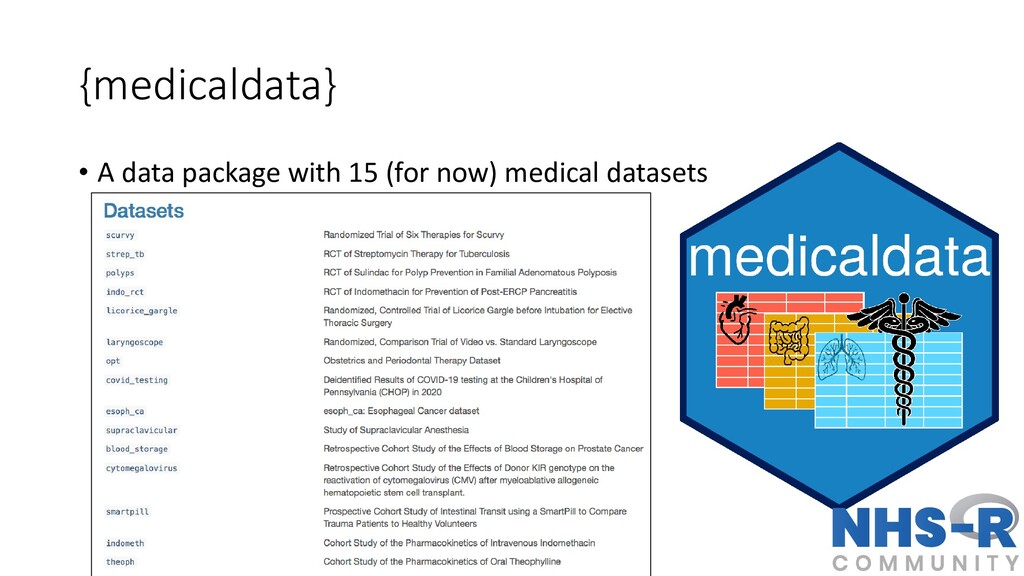 {medicaldata}
• A data package with 15 (for now) medical datasets
Datasets
scurvy Randomized Trial of Six Therapies for Scurvy
strep_tb RCT of Streptomycin Therapy for Tuberculosis
polyps RCT of Sulindac for Polyp Prevention in Familial Adenomatous Polyposis
indo_rct RCT of Indomethacin for Prevention of Post-ERCP Pancreatitis
licorice_gargle Randomized, Controlled Trial of Licorice Gargle before Intubation for Elective
Thoracic Surgery
laryngoscope Randomized, Comparison Trial of Video vs. Standard Laryngoscope
opt Obstetrics and Periodontal Therapy Dataset
covid_testing Deidentified Results of COVID-19 testing at the Children's Hospital of
Pennsylvania (CHOP) in 2020
esoph_ca esoph_ca: Esophageal Cancer dataset
supraclavicular Study of Supraclavicular Anesthesia
blood_storage Retrospective Cohort Study of the Effects of Blood Storage on Prostate Cancer
cytomegalovirus Retrospective Cohort Study of the Effects of Donor KIR genotype on the
reactivation of cytomegalovirus (CMV) after myeloablative allogeneic
hematopoietic stem cell transplant.
smartpill Prospective Cohort Study of Intestinal Transit using a SmartPill to Compare
Trauma Patients to Healthy Volunteers
indometh Cohort Study of the Pharmacokinetics of Intravenous Indomethacin
theoph Cohort Study of the Pharmacokinetics of Oral Theophylline
medicaldata
NHS-R
COMMUNITY